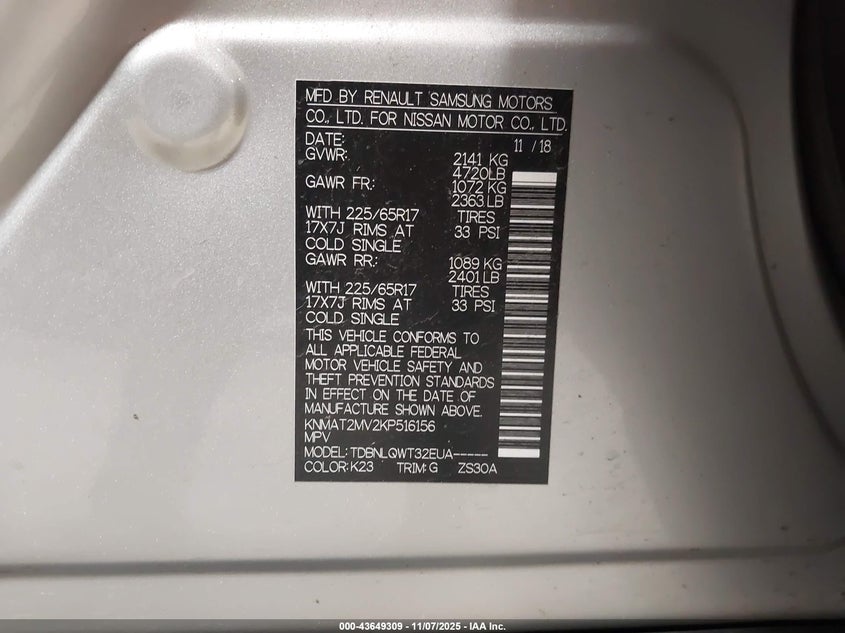 MFD BY RENAULT SAMSUNG MOTORS
CO., LTD. FOR NISSAN MOTOR CO., LTD.
DATE: 11 / 18
GVWR: 2141 KG
4720LB
GAWR FR.: 1072 KG
2363 LB
WITH 225/65R17 TIRES
17X7J RIMS AT 33 PSI
COLD SINGLE
GAWR RR.: 1089 KG
2401 LB
WITH 225/65R17 TIRES
17X7J RIMS AT 33 PSI
COLD SINGLE
THIS VEHICLE CONFORMS TO
ALL APPLICABLE FEDERAL
MOTOR VEHICLE SAFETY AND
THEFT PREVENTION STANDARDS
IN EFFECT ON THE DATE OF
MANUFACTURE SHOWN ABOVE.
KNMAT2MV2KP516156
MPV
MODEL: TDBNLQWT32EUA-----
COLOR: K23 TRIM: G ZS30A
000-43649309 - 11/07/2025 - IAA Inc.